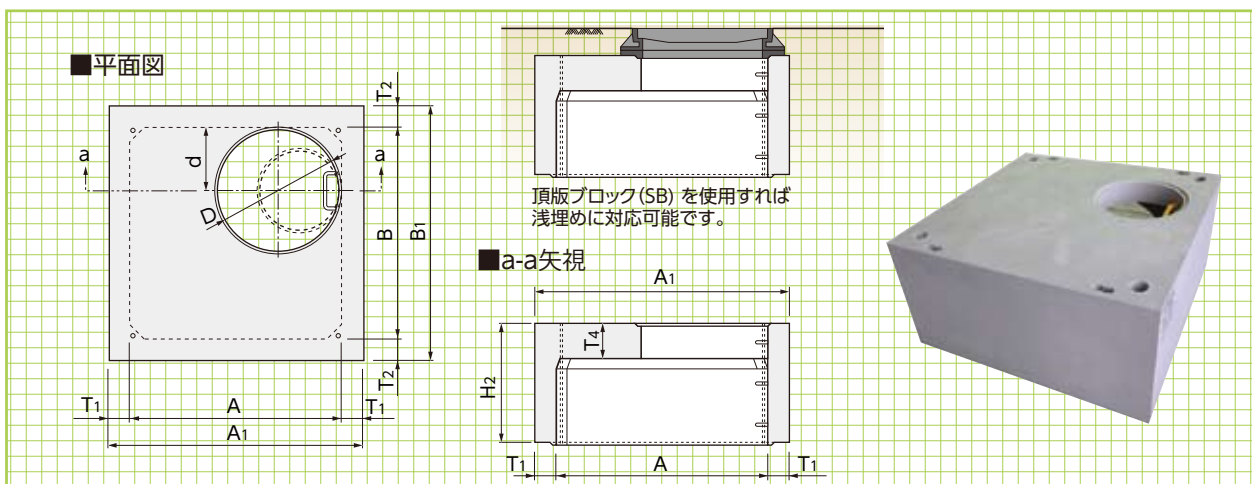 ■平面図
T2
a
d
a
D
B
B1
T2
T1
A
T1
A1
頂版ブロック(SB) を使用すれば
浅埋めに対応可能です。
■a-a矢視
A1
T4
H2
T1
A
T1